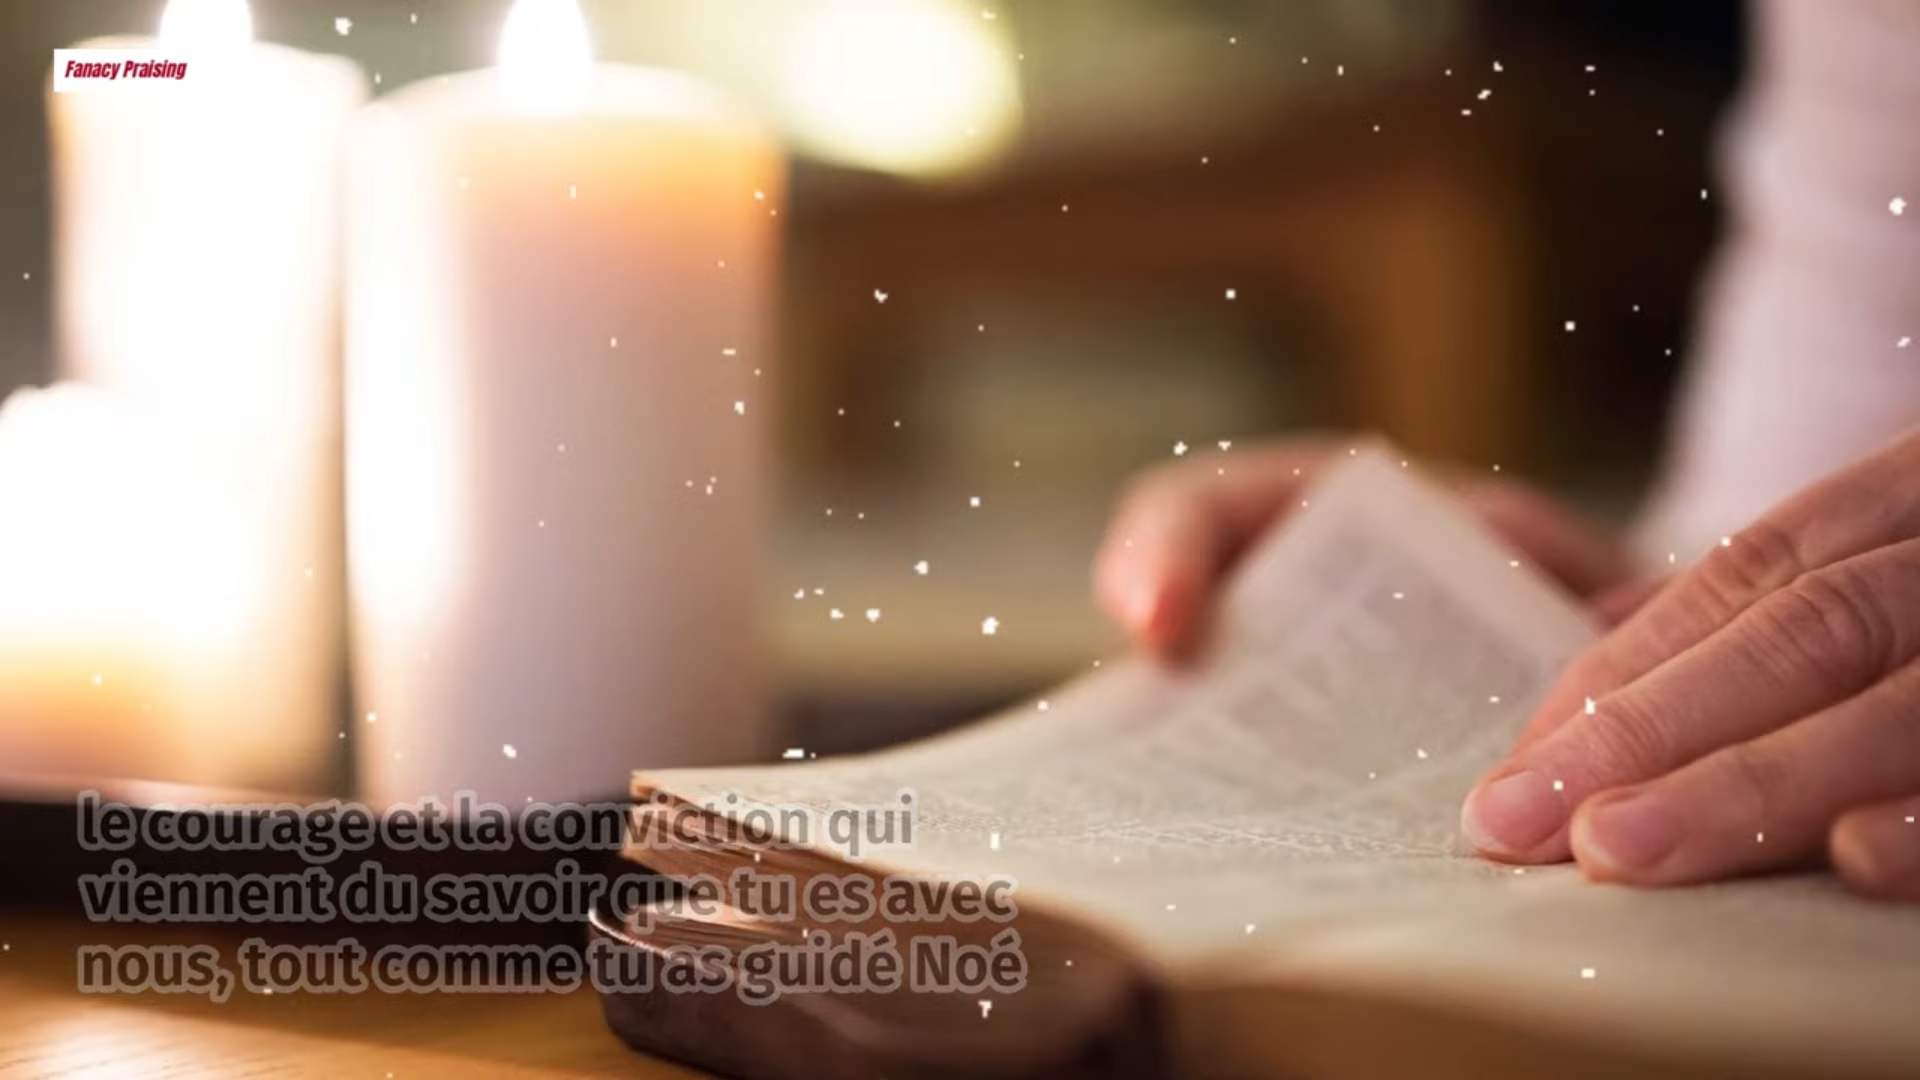 Fanacy Praising
le courage et la conviction qui
viennent du savoir que tu es avec
nous, tout comme tu as guidé Noé